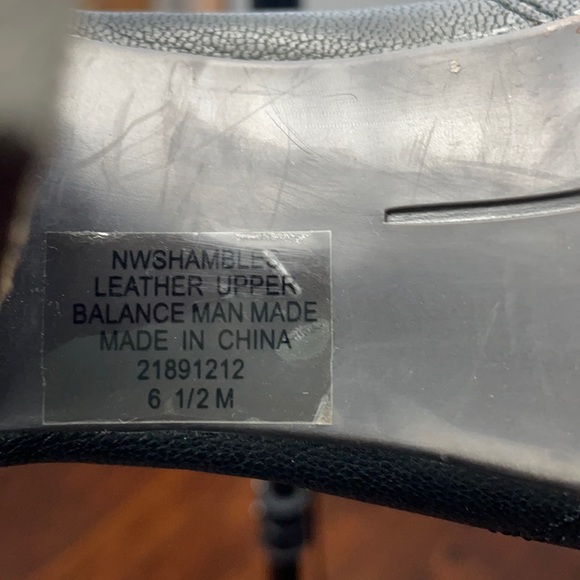 NWSHAMBLES
LEATHER UPPER
BALANCE MAN MADE
MADE IN CHINA
21891212
6 1/2 M